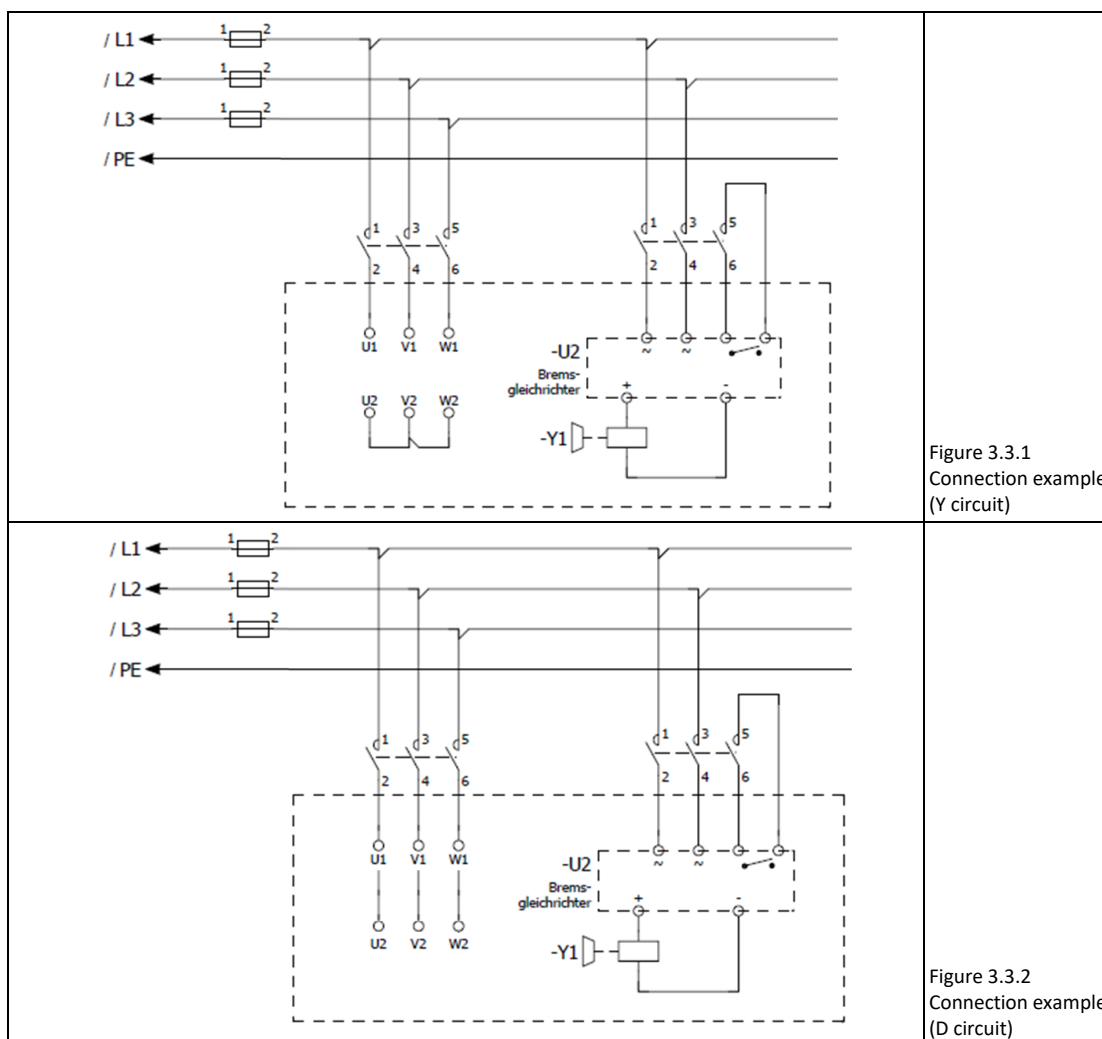 / L1
1 2
/ L2
1 2
/ L3
1 2
/ PE
1 3 5
1 3 5
2 4 6
2 4 6
U1 V1 W1
-U2
~ ~
Brems-
gleichrichter
+ -
U2 V2 W2
-Y1
Figure 3.3.1
Connection example
(Y circuit)
/ L1
1 2
/ L2
1 2
/ L3
1 2
/ PE
1 3 5
1 3 5
2 4 6
2 4 6
U1 V1 W1
-U2
~ ~
Brems-
gleichrichter
+ -
U2 V2 W2
-Y1
Figure 3.3.2
Connection example
(D circuit)